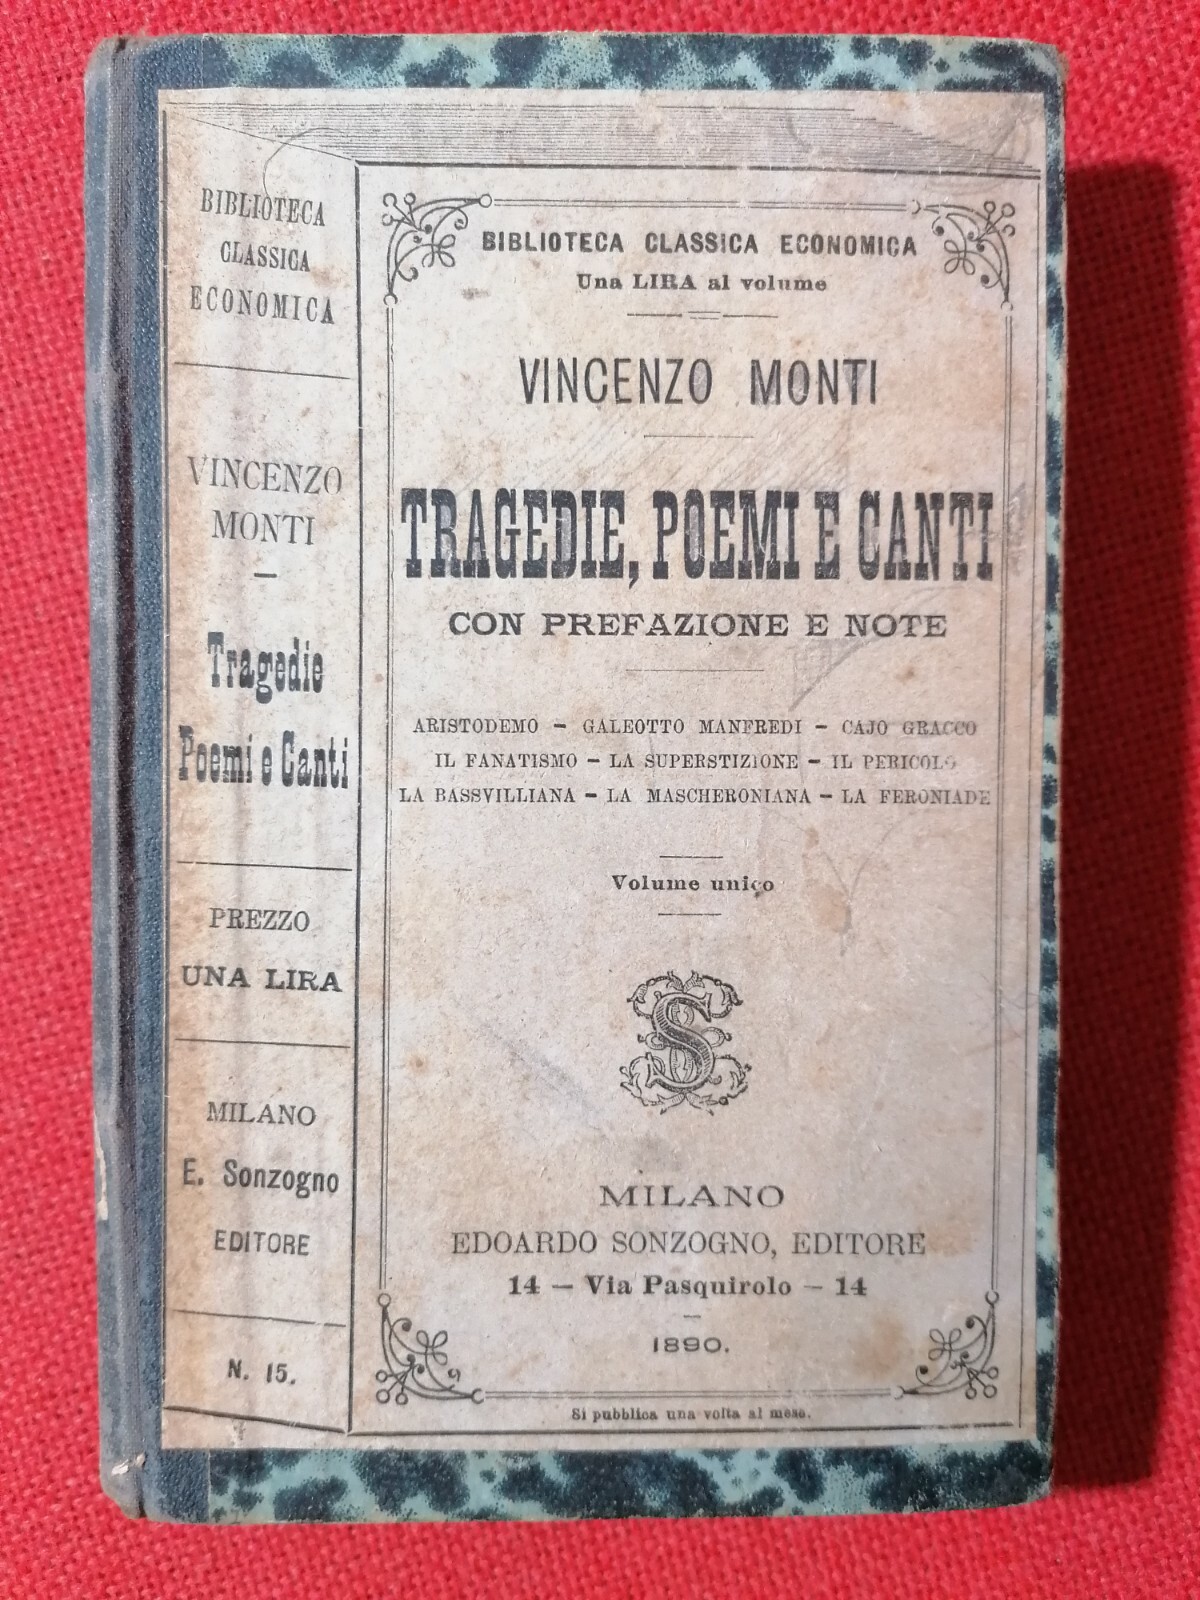 BIBLIOTECA
CLASSICA
ECONOMICA
VINCENZO
MONTI
—
Tragedie
Poemi e Canti
PREZZO
UNA LIRA
MILANO
E. Sonzogno
EDITORE
N. 15.
BIBLIOTECA CLASSICA ECONOMICA
Una LIRA al volume
VINCENZO MONTI
TRAGEDIE, POEMI E CANTI
CON PREFAZIONE E NOTE
ARISTODEMO – GALEOTTO MANFREDI – CAJO GRACCO
IL FANATISMO – LA SUPERSTIZIONE – IL PERICOLO
LA BASSVILLIANA – LA MASCHERONIANA – LA FERONIADE
Volume unico
S
MILANO
EDOARDO SONZOGNO, EDITORE
14 — Via Pasquirolo — 14
1890.
Si pubblica una volta al mese.